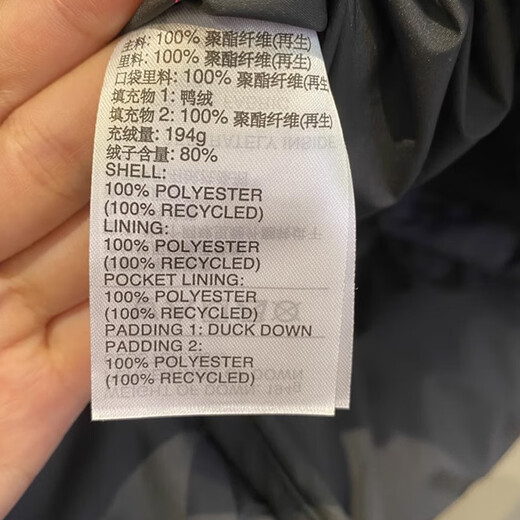 主料: 100% 聚酯纤维(再生)
里料: 100% 聚酯纤维(再生)
口袋里料: 100% 聚酯纤维(再生
填充物 1: 鸭绒
填充物 2: 100% 聚酯纤维(再生)
充绒量: 194g
绒子含量: 80%
SHELL:
100% POLYESTER
(100% RECYCLED)
LINING:
100% POLYESTER
(100% RECYCLED)
POCKET LINING:
100% POLYESTER
(100% RECYCLED)
PADDING 1: DUCK DOWN
PADDING 2:
100% POLYESTER
(100% RECYCLED)